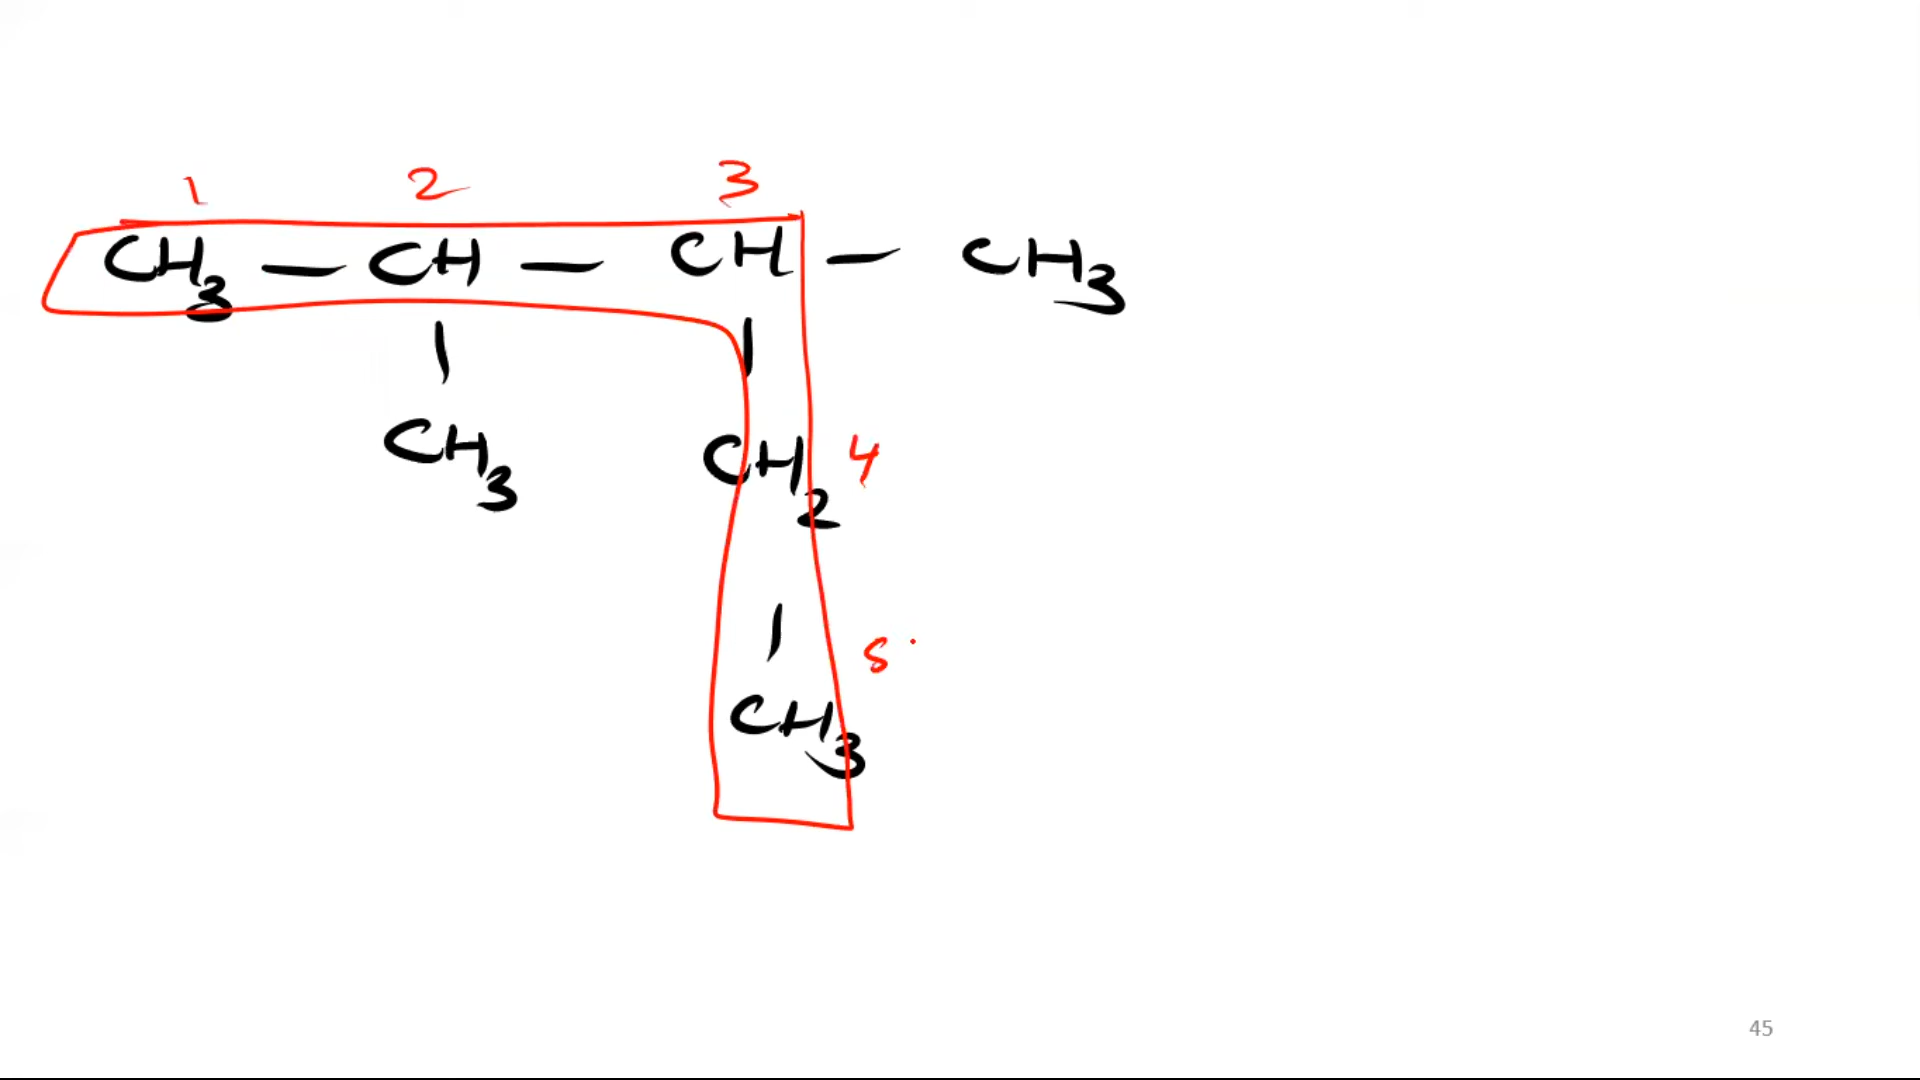 1 2 3
CH3 — CH — CH — CH3
| |
CH3 CH2 4
| 5
CH3
45